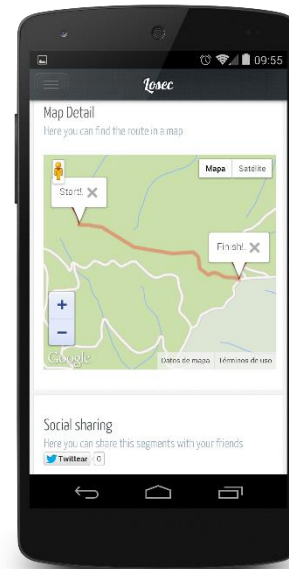 09:55
Losec
Map Detail
Here you can find the route in a map
Mapa Satélite
Start!.
Finish!.
+
−
Google
Datos de mapa Términos de uso
Social sharing
Here you can share this segments with your friends
Twittear 0